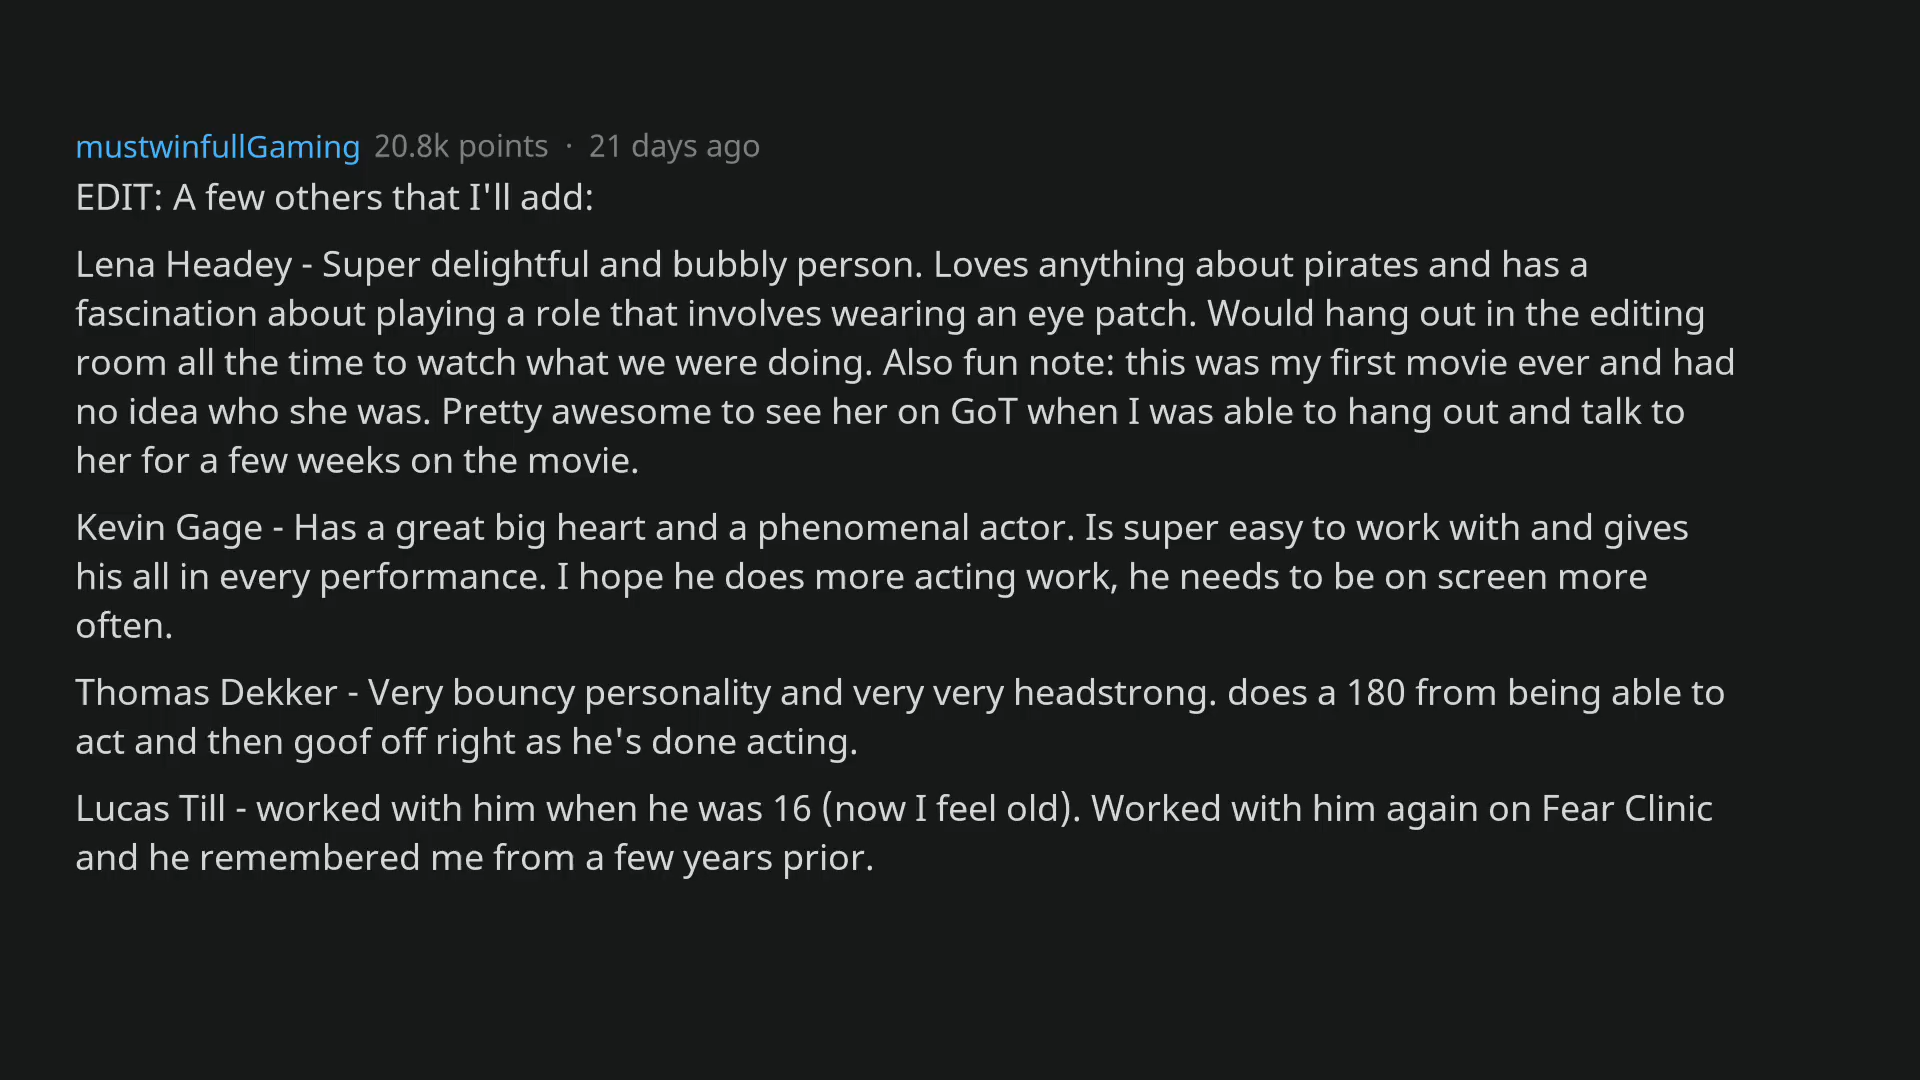 mustwinfullGaming 20.8k points · 21 days ago
EDIT: A few others that I'll add:
Lena Headey - Super delightful and bubbly person. Loves anything about pirates and has a
fascination about playing a role that involves wearing an eye patch. Would hang out in the editing
room all the time to watch what we were doing. Also fun note: this was my first movie ever and had
no idea who she was. Pretty awesome to see her on GoT when I was able to hang out and talk to
her for a few weeks on the movie.
Kevin Gage - Has a great big heart and a phenomenal actor. Is super easy to work with and gives
his all in every performance. I hope he does more acting work, he needs to be on screen more
often.
Thomas Dekker - Very bouncy personality and very very headstrong. does a 180 from being able to
act and then goof off right as he's done acting.
Lucas Till - worked with him when he was 16 (now I feel old). Worked with him again on Fear Clinic
and he remembered me from a few years prior.